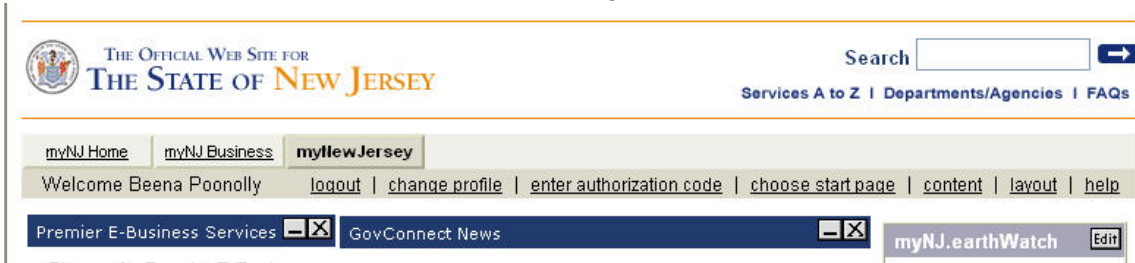 THE OFFICIAL WEB SITE FOR
THE STATE OF NEW JERSEY
Search
Services A to Z | Departments/Agencies | FAQs
myNJ Home myNJ Business myNewJersey
Welcome Beena Poonolly logout | change profile | enter authorization code | choose start page | content | layout | help
Premier E-Business Services GovConnect News
myNJ.earthWatch Edit